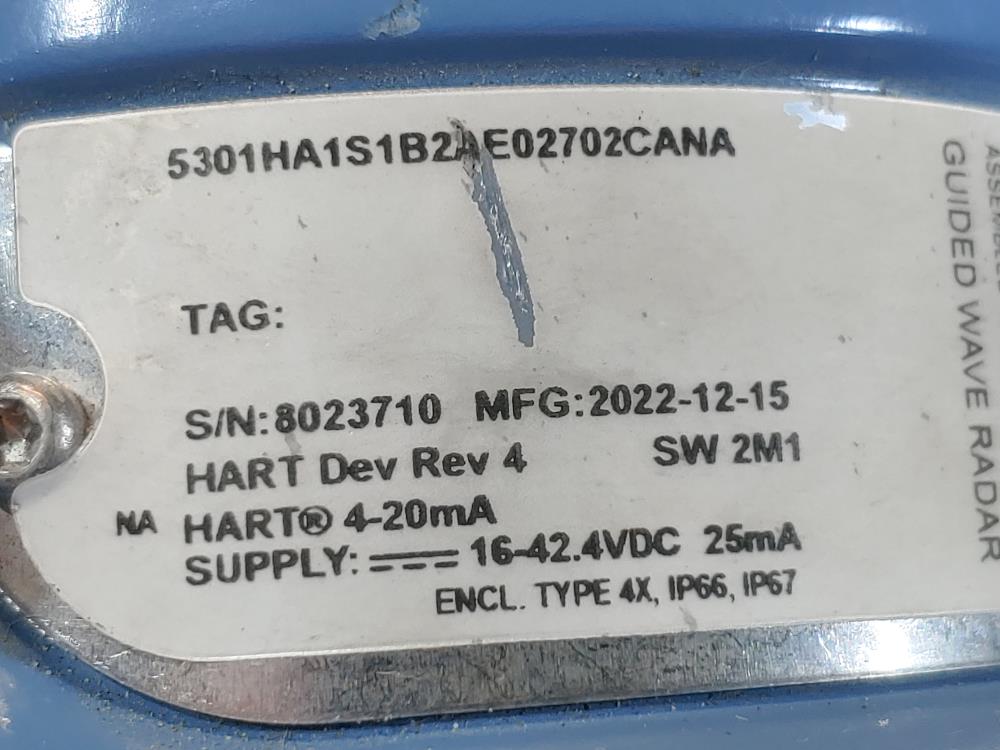 5301HA1S1B2AE02702CANA
TAG:
S/N:8023710 MFG:2022-12-15
HART Dev Rev 4 SW 2M1
NA HART® 4-20mA
SUPPLY: 16-42.4VDC 25mA
ENCL. TYPE 4X, IP66, IP67
GUIDED WAVE RADAR